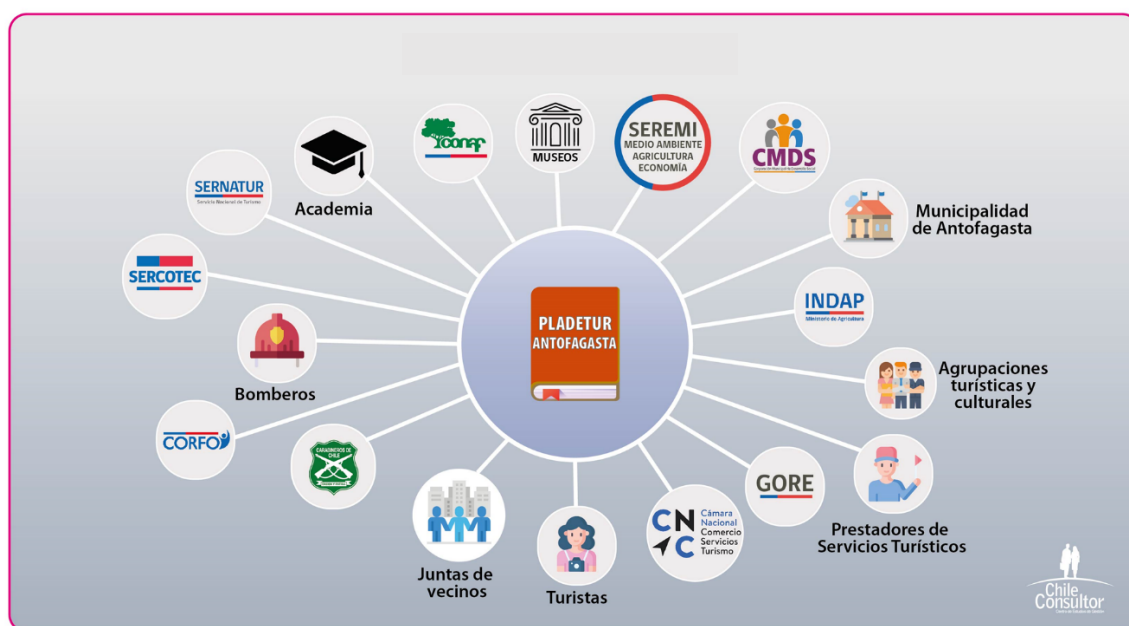 CONAF
MUSEOS
SEREMI
MEDIO AMBIENTE
AGRICULTURA
ECONOMÍA
CMDS
Academia
SERNATUR
Servicio Nacional de Turismo
Municipalidad
de Antofagasta
SERCOTEC
INDAP
Ministerio de Agricultura
PLADETUR
ANTOFAGASTA
Bomberos
Agrupaciones
turísticas y
culturales
CORFO
CARABINEROS DE
CHILE
GORE
Prestadores de
Servicios Turísticos
CNC
Cámara
Nacional
Comercio
Servicios
Turismo
Juntas de
vecinos
Turistas
Chile
Consultor